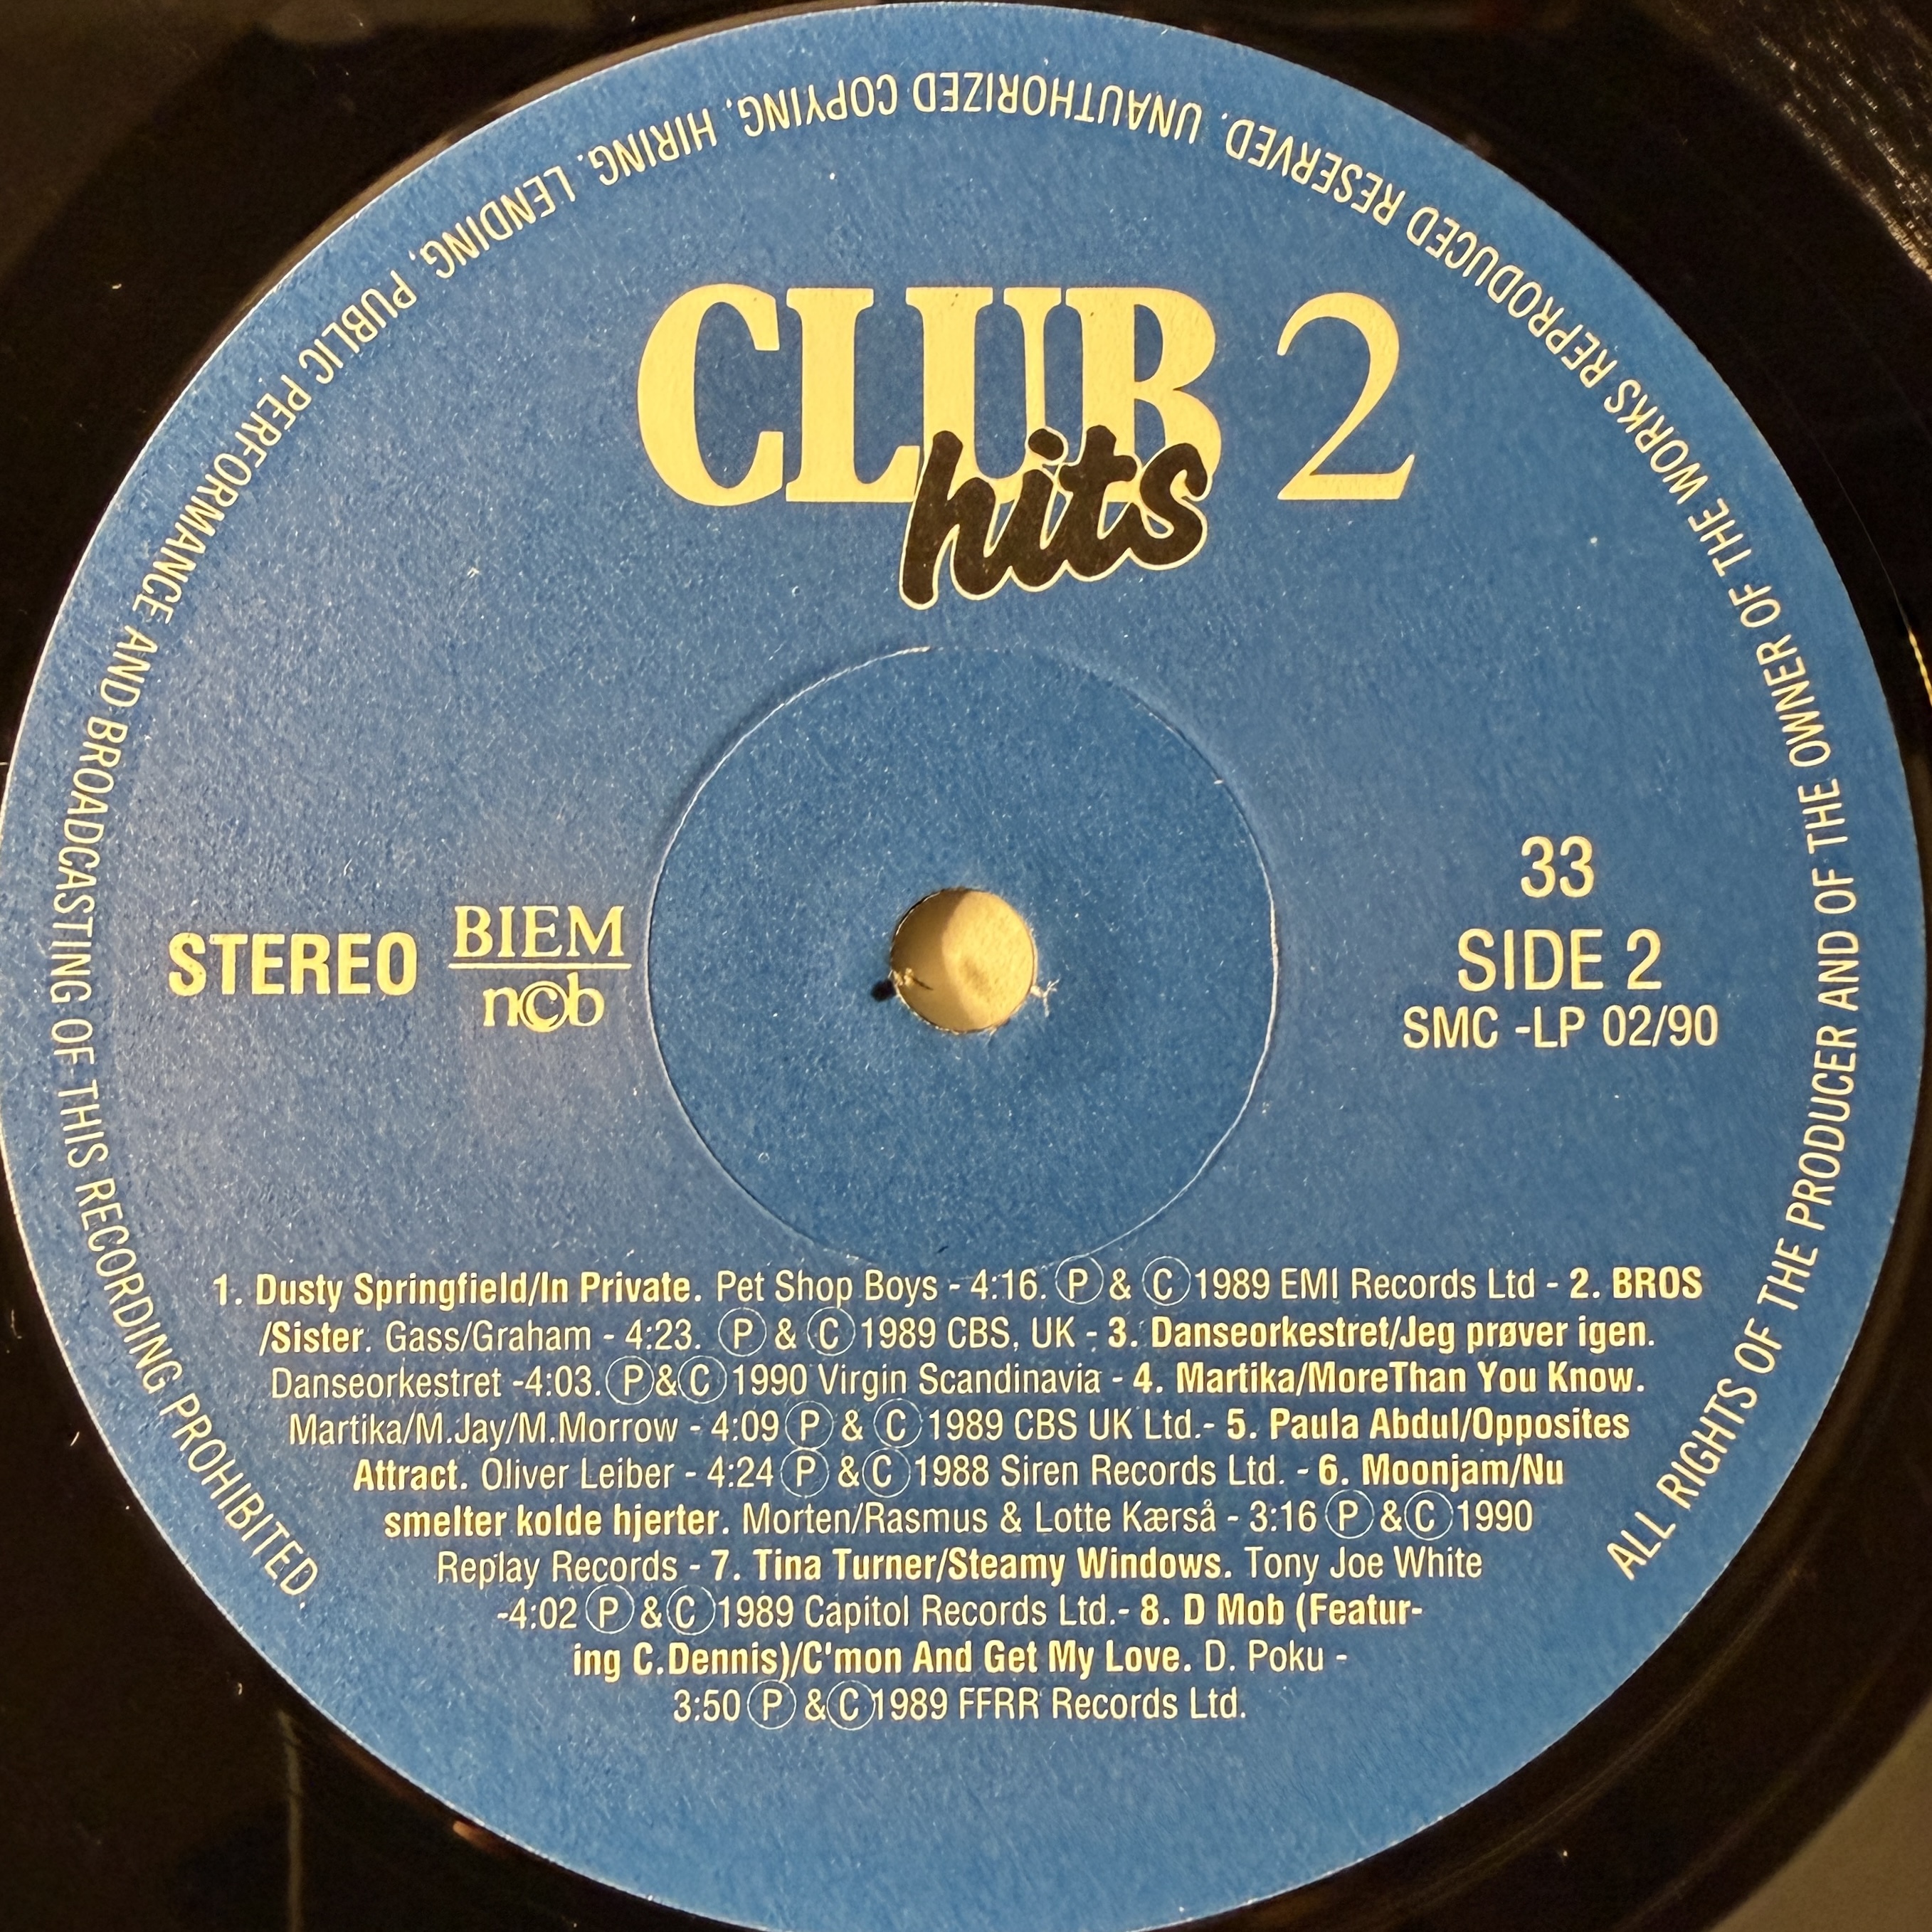 CLUB 2
hits
STEREO
BIEM
ncb
33
SIDE 2
SMC -LP 02/90
1. Dusty Springfield/In Private. Pet Shop Boys - 4:16. Ⓟ & Ⓒ 1989 EMI Records Ltd - 2. BROS
/Sister. Gass/Graham - 4:23. Ⓟ & Ⓒ 1989 CBS, UK - 3. Danseorkestret/Jeg prøver igen.
Danseorkestret -4:03. Ⓟ&Ⓒ 1990 Virgin Scandinavia - 4. Martika/MoreThan You Know.
Martika/M.Jay/M.Morrow - 4:09 Ⓟ & Ⓒ 1989 CBS UK Ltd.- 5. Paula Abdul/Opposites
Attract. Oliver Leiber - 4:24 Ⓟ &Ⓒ 1988 Siren Records Ltd. - 6. Moonjam/Nu
smelter kolde hjerter. Morten/Rasmus & Lotte Kærså - 3:16 Ⓟ &Ⓒ 1990
Replay Records - 7. Tina Turner/Steamy Windows. Tony Joe White
-4:02 Ⓟ &Ⓒ 1989 Capitol Records Ltd.- 8. D Mob (Featur-
ing C.Dennis)/C'mon And Get My Love. D. Poku -
3:50 Ⓟ &Ⓒ 1989 FFRR Records Ltd.
ALL RIGHTS OF THE PRODUCER AND OF THE OWNER OF THE WORKS REPRODUCED RESERVED. UNAUTHORIZED COPYING, HIRING, LENDING, PUBLIC PERFORMANCE AND BROADCASTING OF THIS RECORDING PROHIBITED.